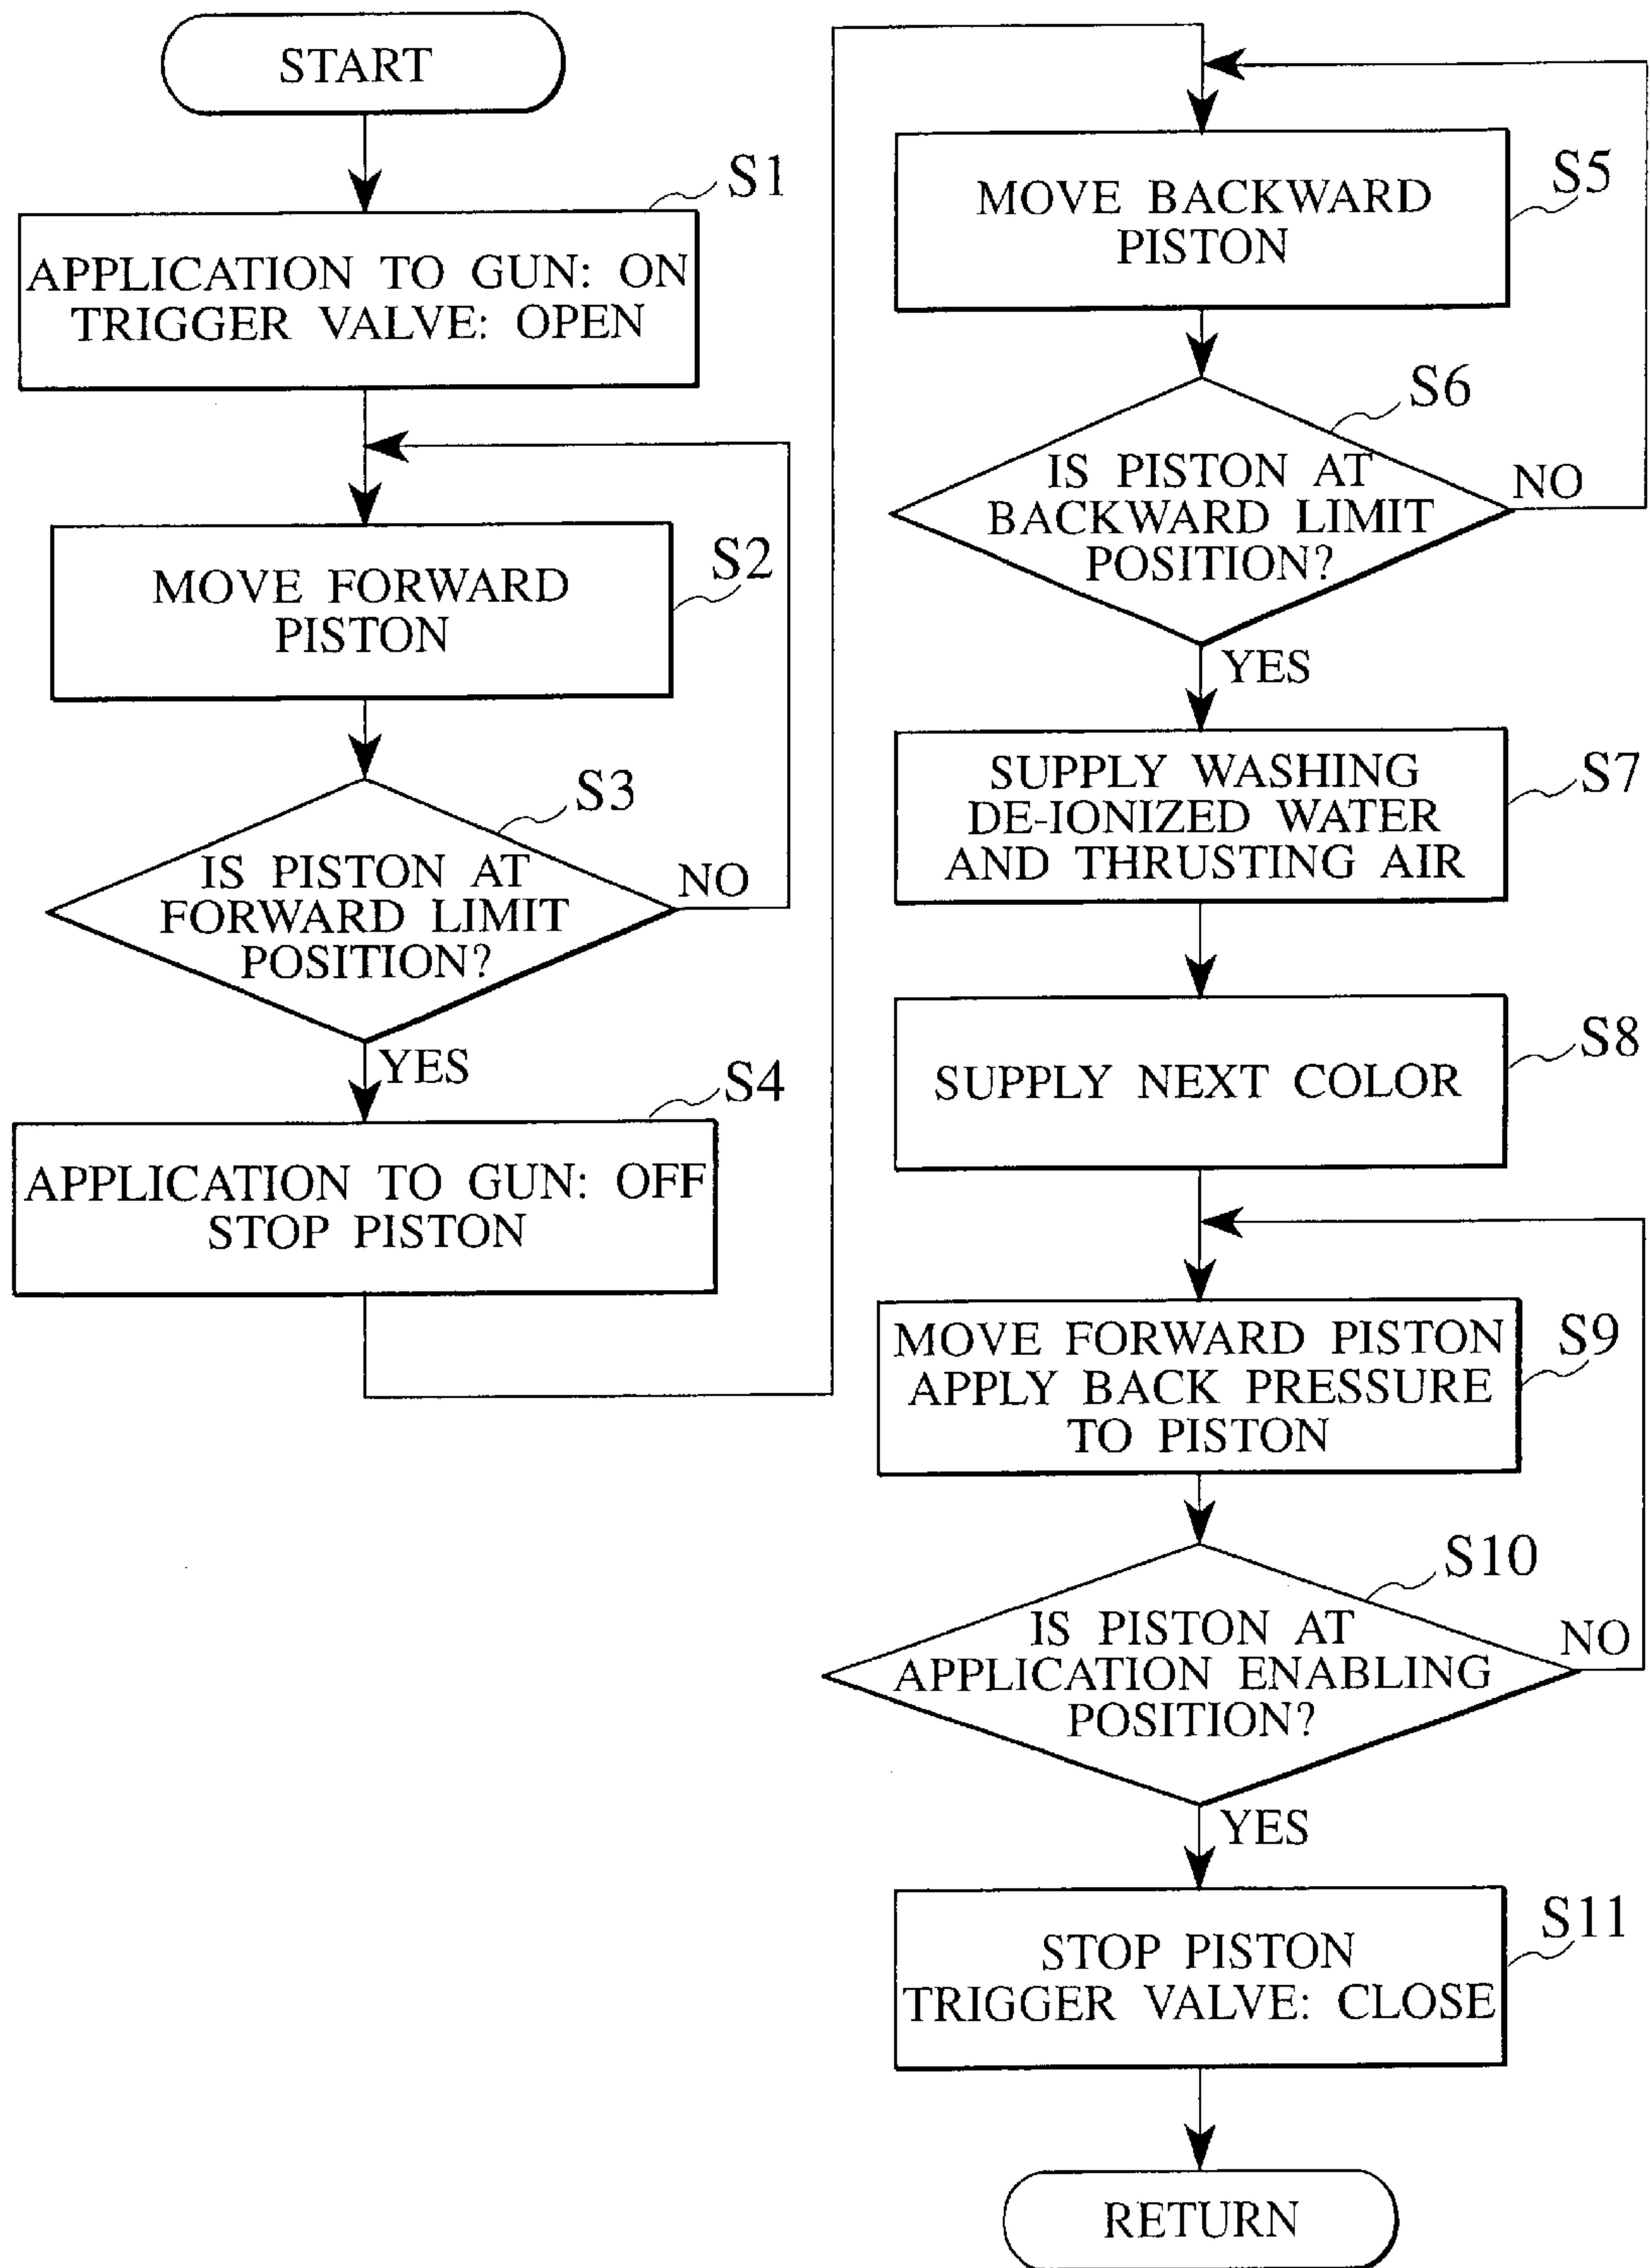 START
S1
APPLICATION TO GUN: ON
TRIGGER VALVE: OPEN
S2
MOVE FORWARD
PISTON
S3
IS PISTON AT
FORWARD LIMIT
POSITION?
NO
YES
S4
APPLICATION TO GUN: OFF
STOP PISTON
S5
MOVE BACKWARD
PISTON
S6
IS PISTON AT
BACKWARD LIMIT
POSITION?
NO
YES
S7
SUPPLY WASHING
DE-IONIZED WATER
AND THRUSTING AIR
S8
SUPPLY NEXT COLOR
S9
MOVE FORWARD PISTON
APPLY BACK PRESSURE
TO PISTON
S10
IS PISTON AT
APPLICATION ENABLING
POSITION?
NO
YES
S11
STOP PISTON
TRIGGER VALVE: CLOSE
RETURN